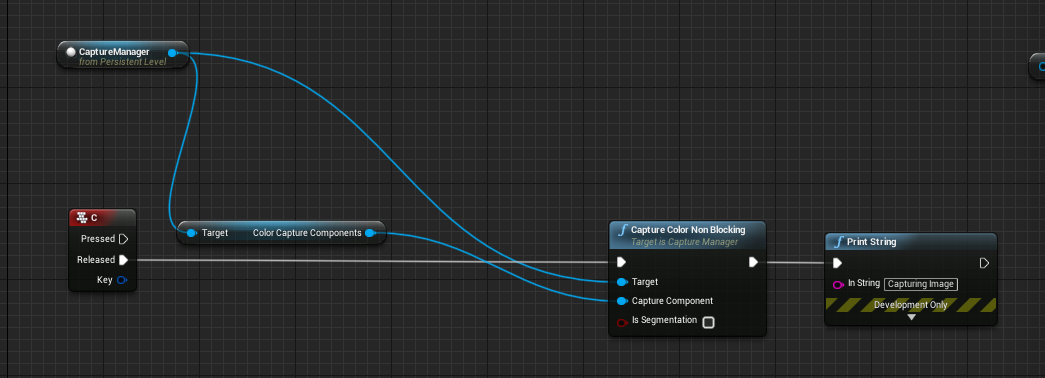 CaptureManager
from Persistent Level
C
Pressed
Released
Key
Target
Color Capture Components
Capture Color Non Blocking
Target is Capture Manager
Target
Capture Component
Is Segmentation
Print String
In String
Capturing Image
Development Only